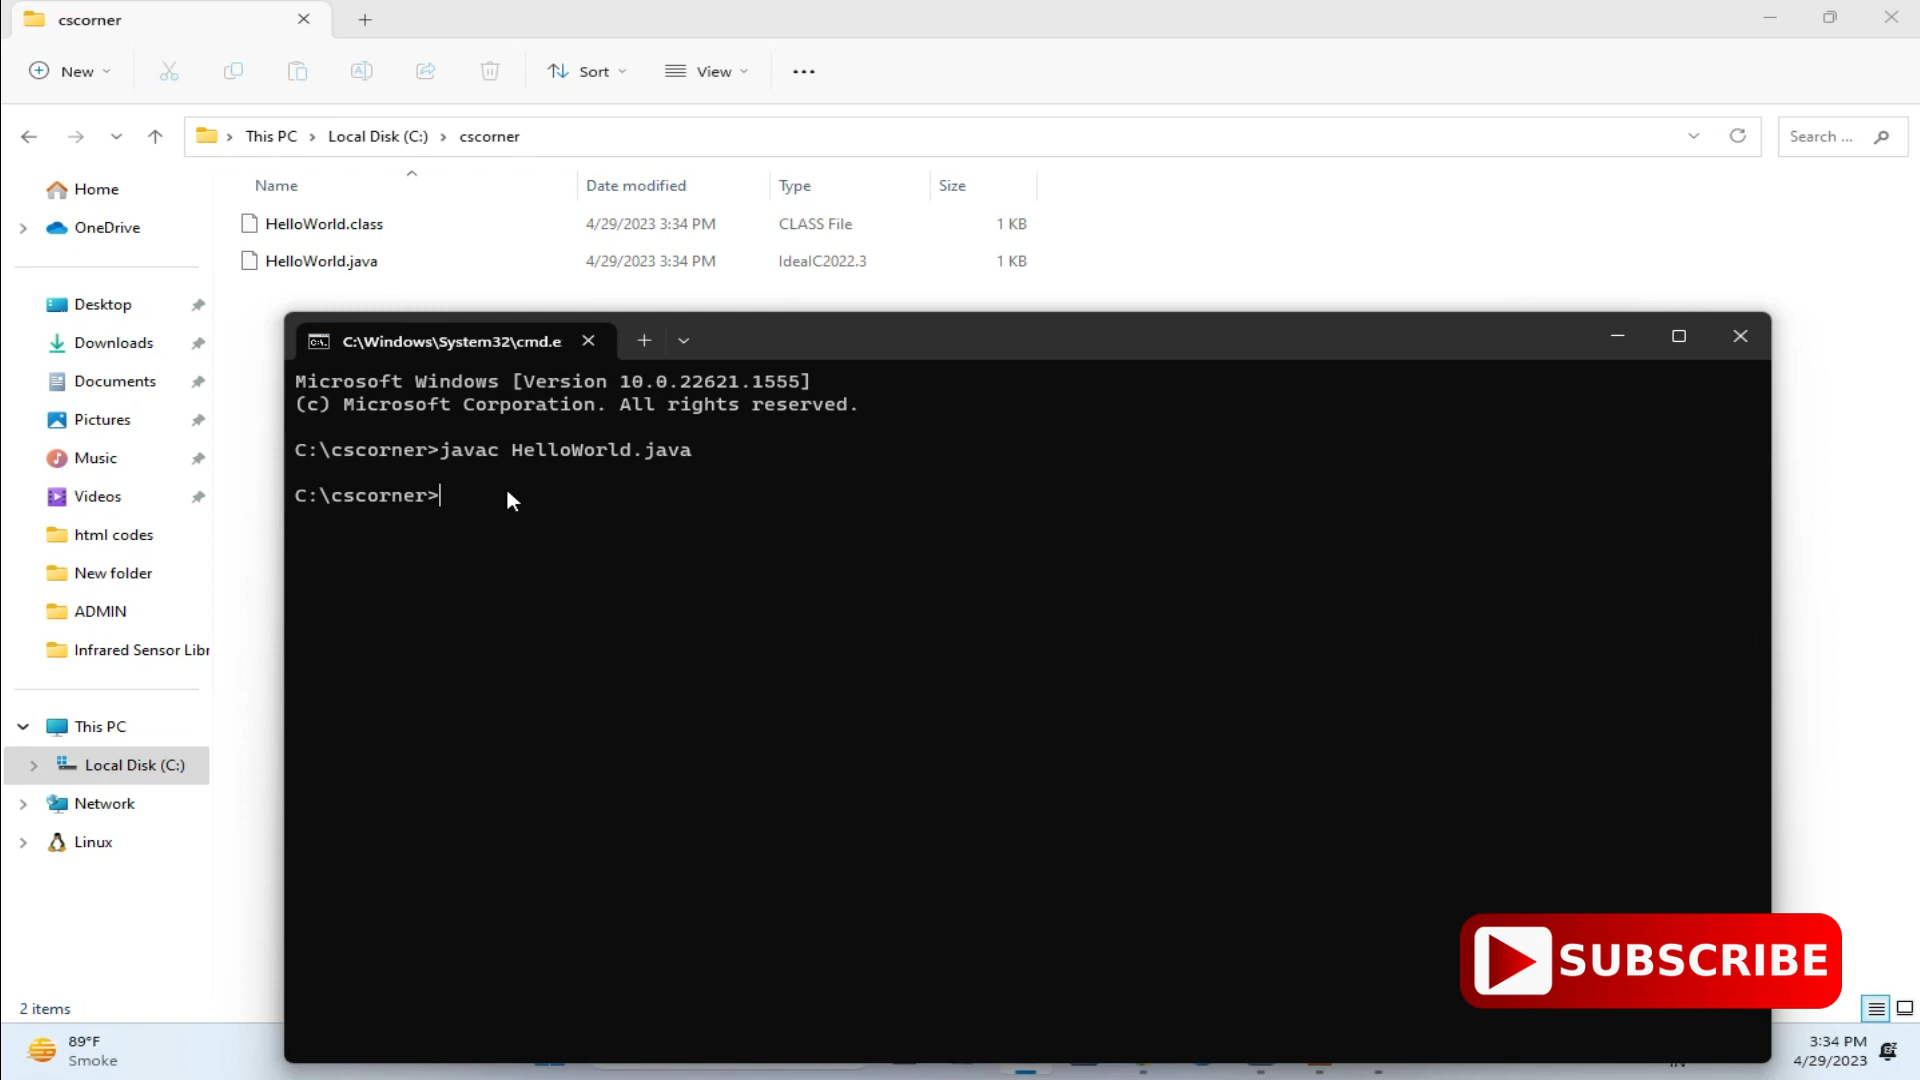 cscorner
New
Sort
View
This PC
Local Disk (C:)
cscorner
Search ...
Name
Date modified
Type
Size
HelloWorld.class
4/29/2023 3:34 PM
CLASS File
1 KB
HelloWorld.java
4/29/2023 3:34 PM
IdeaIC2022.3
1 KB
Home
OneDrive
Desktop
Downloads
Documents
Pictures
Music
Videos
html codes
New folder
ADMIN
Infrared Sensor Libr
This PC
Local Disk (C:)
Network
Linux
C:\Windows\System32\cmd.e
Microsoft Windows [Version 10.0.22621.1555]
(c) Microsoft Corporation. All rights reserved.
C:\cscorner>javac HelloWorld.java
C:\cscorner>
SUBSCRIBE
2 items
89°F
Smoke
3:34 PM
4/29/2023